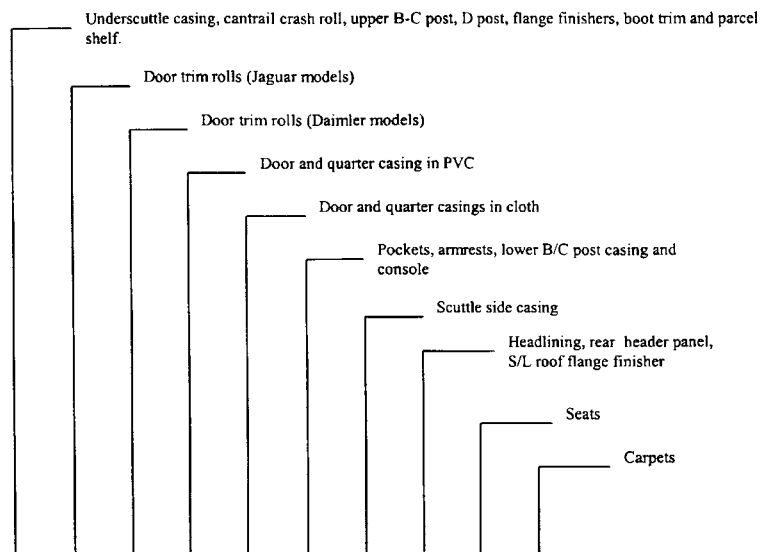 Underscuttle casing, cantrail crash roll, upper B-C post, D post, flange finishers, boot trim and parcel
shelf.
Door trim rolls (Jaguar models)
Door trim rolls (Daimler models)
Door and quarter casing in PVC
Door and quarter casings in cloth
Pockets, armrests, lower B/C post casing and
console
Scuttle side casing
Headlining, rear header panel,
S/L roof flange finisher
Seats
Carpets